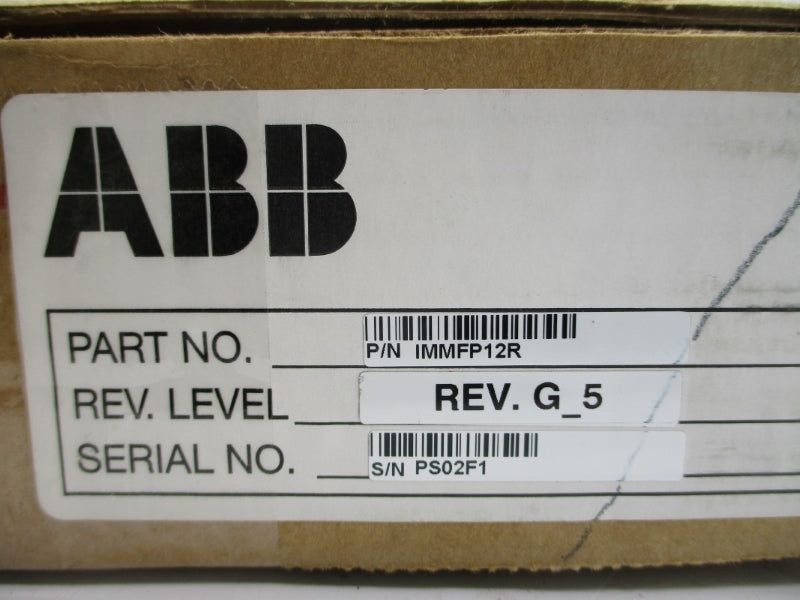 ABB
PART NO. P/N IMMFP12R
REV. LEVEL REV. G_5
SERIAL NO. S/N PS02F1